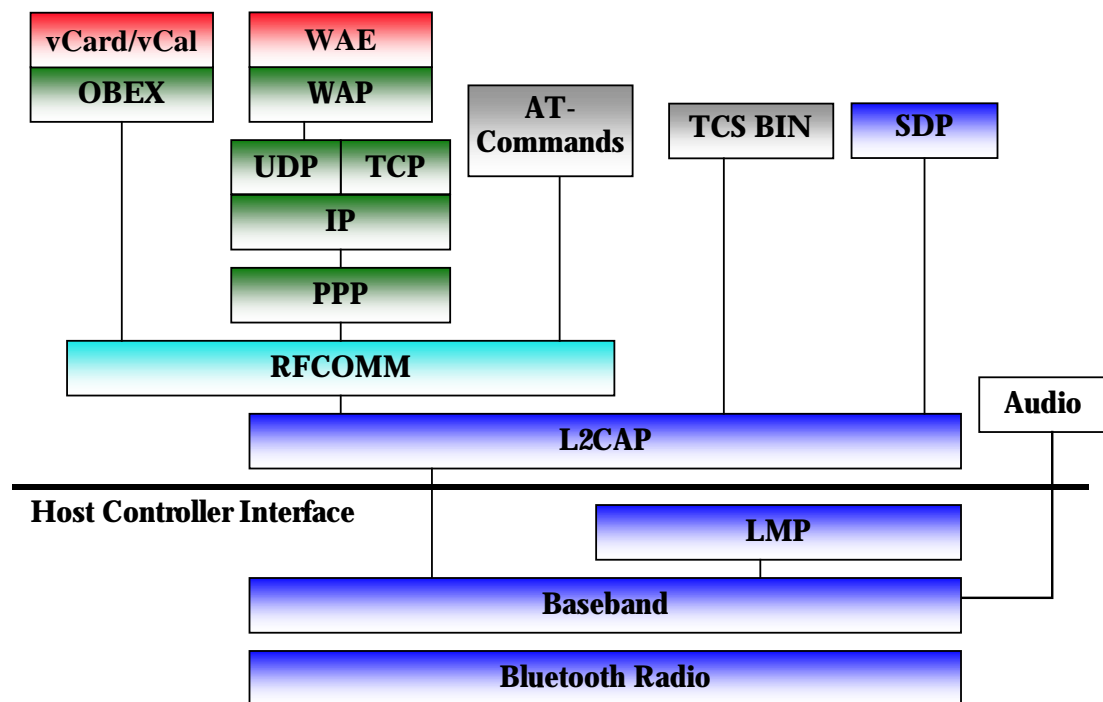 vCard/vCal
OBEX
WAE
WAP
UDP
TCP
IP
PPP
AT-
Commands
TCS BIN
SDP
RFCOMM
L2CAP
Audio
Host Controller Interface
LMP
Baseband
Bluetooth Radio